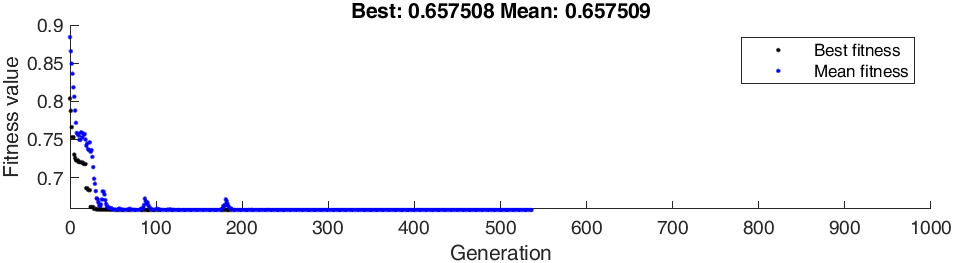 Best: 0.657508 Mean: 0.657509
0.9
0.85
0.8
0.75
0.7
Fitness value
Best fitness
Mean fitness
0 100 200 300 400 500 600 700 800 900 1000
Generation